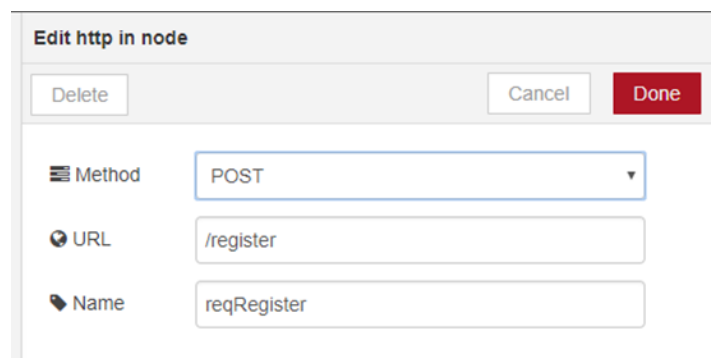 Edit http in node
Delete Cancel Done
Method POST
URL /register
Name reqRegister